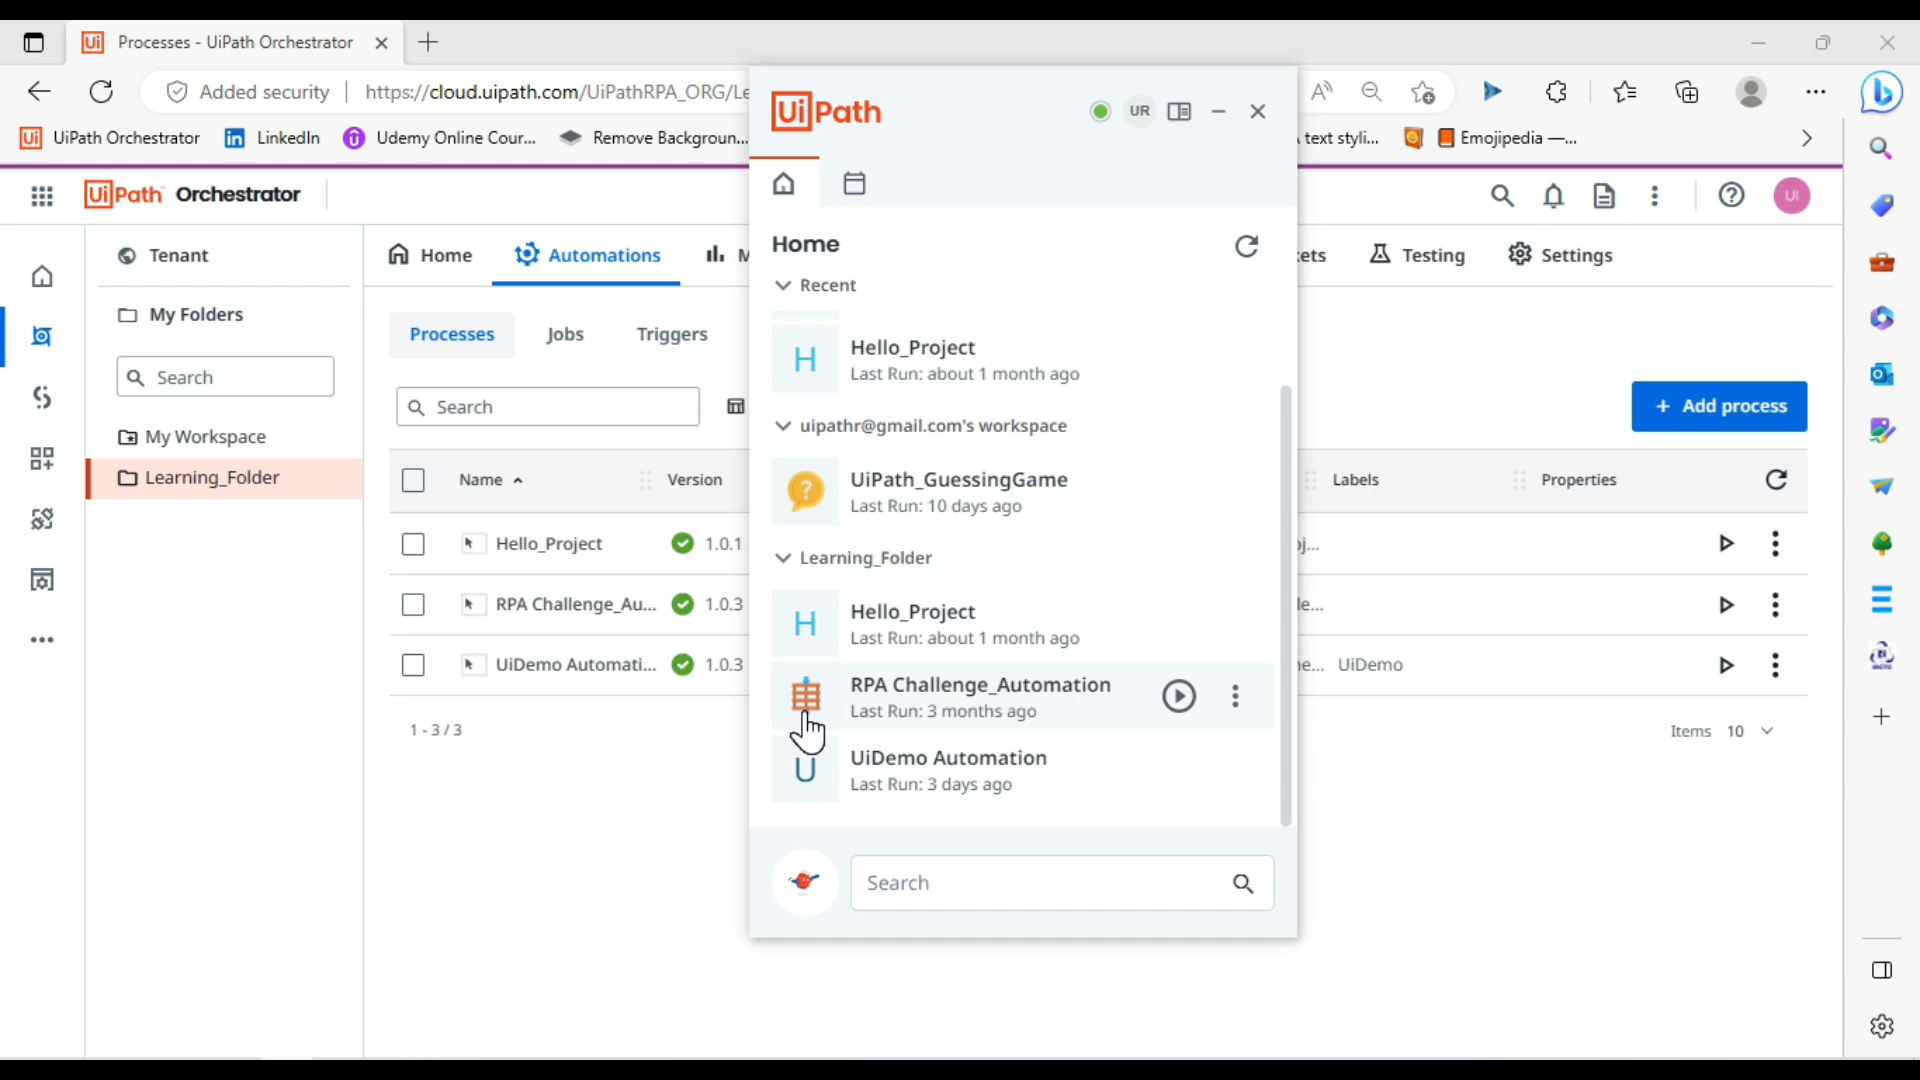 Processes - UiPath Orchestrator
Added security
https://cloud.uipath.com/UiPathRPA_ORG/Le
UiPath Orchestrator
LinkedIn
Udemy Online Cour...
Remove Backgroun...
text styli...
Emojipedia —...
UiPath Orchestrator
UI
Tenant
My Folders
Search
My Workspace
Learning_Folder
Home
Automations
M
ets
Testing
Settings
Processes
Jobs
Triggers
Search
+ Add process
Name
Version
Labels
Properties
Hello_Project
1.0.1
oj...
RPA Challenge_Au...
1.0.3
le...
UiDemo Automati...
1.0.3
ne...
UiDemo
1 - 3 / 3
Items 10
UiPath
UR
Home
Recent
H
Hello_Project
Last Run: about 1 month ago
uipathr@gmail.com's workspace
UiPath_GuessingGame
Last Run: 10 days ago
Learning_Folder
H
Hello_Project
Last Run: about 1 month ago
RPA Challenge_Automation
Last Run: 3 months ago
U
UiDemo Automation
Last Run: 3 days ago
Search